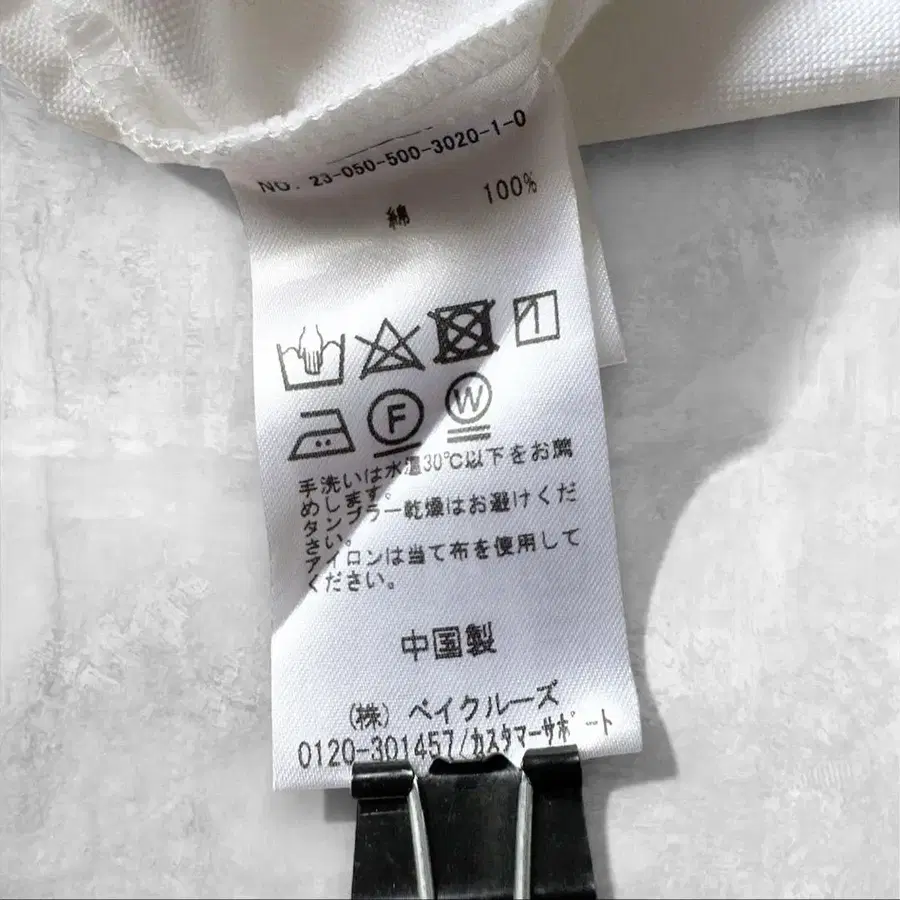 NO. 23-050-500-3020-1-0
綿 100%
F W
手洗いは水温30℃以下をお薦
めします。
タンブラー乾燥はお避けくだ
さい。
アイロンは当て布を使用して
ください。
中国製
(株) ベイクルーズ
0120-301457/カスタマーサポート